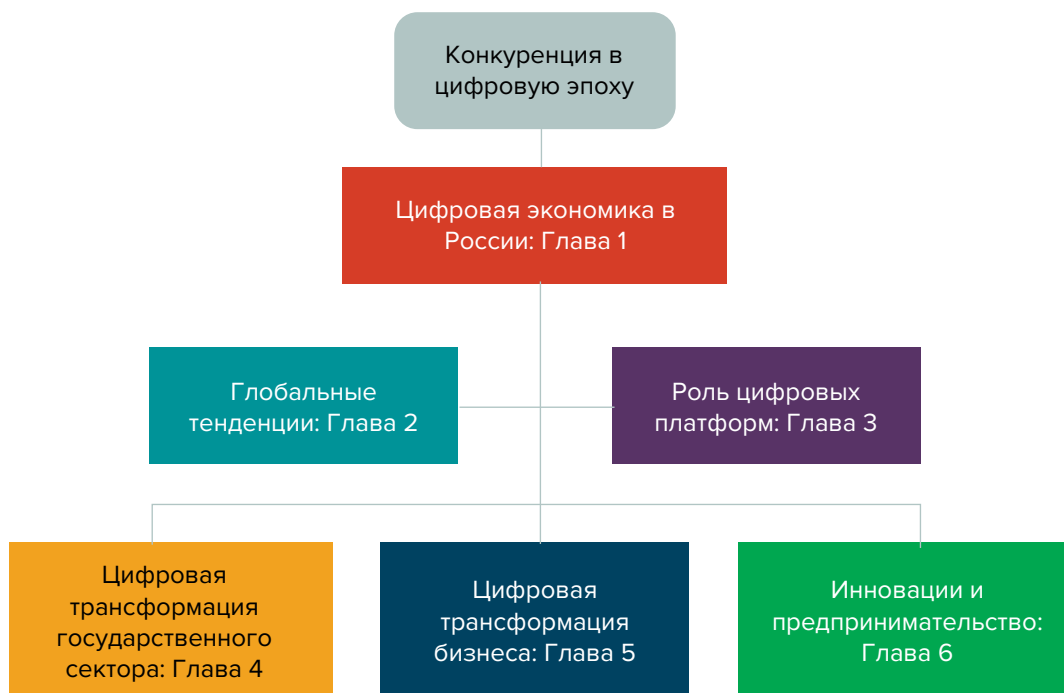 Конкуренция в
цифровую эпоху
Цифровая экономика в
России: Глава 1
Глобальные
тенденции: Глава 2
Роль цифровых
платформ: Глава 3
Цифровая
трансформация
государственного
сектора: Глава 4
Цифровая
трансформация
бизнеса: Глава 5
Инновации и
предпринимательство:
Глава 6